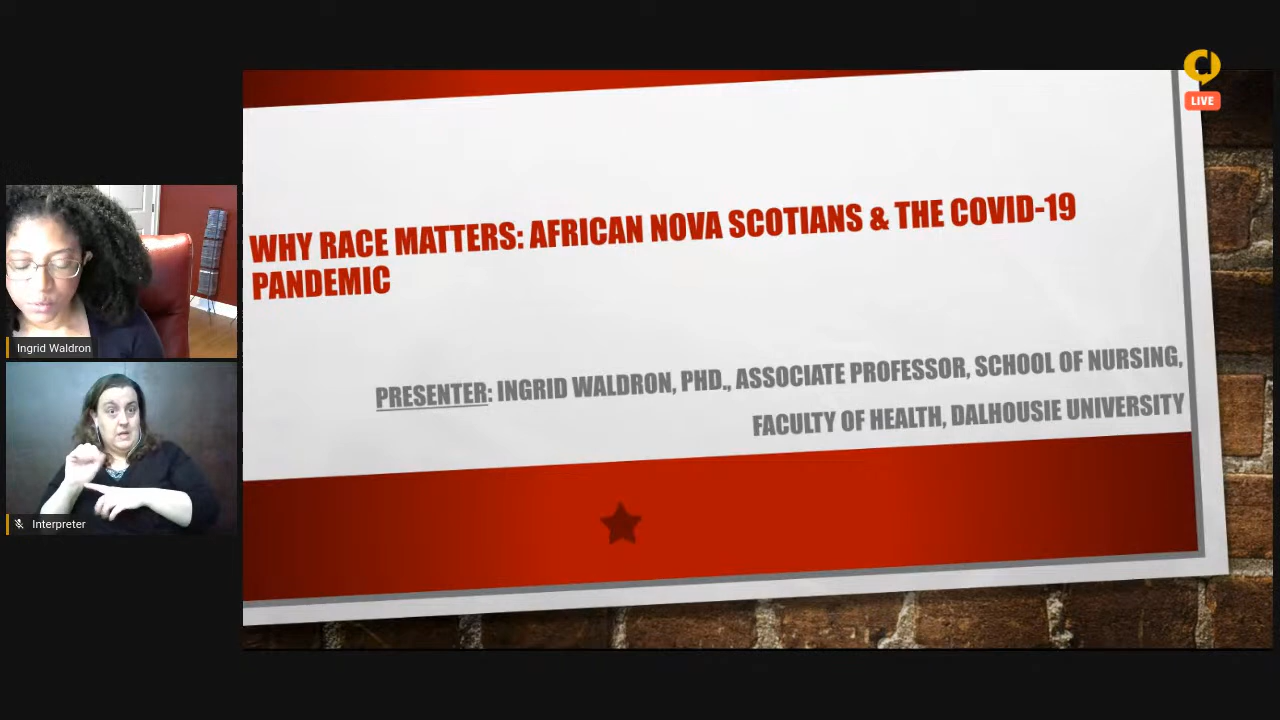 LIVE
WHY RACE MATTERS: AFRICAN NOVA SCOTIANS & THE COVID-19
PANDEMIC
PRESENTER: INGRID WALDRON, PHD., ASSOCIATE PROFESSOR, SCHOOL OF NURSING,
FACULTY OF HEALTH, DALHOUSIE UNIVERSITY
Ingrid Waldron
Interpreter